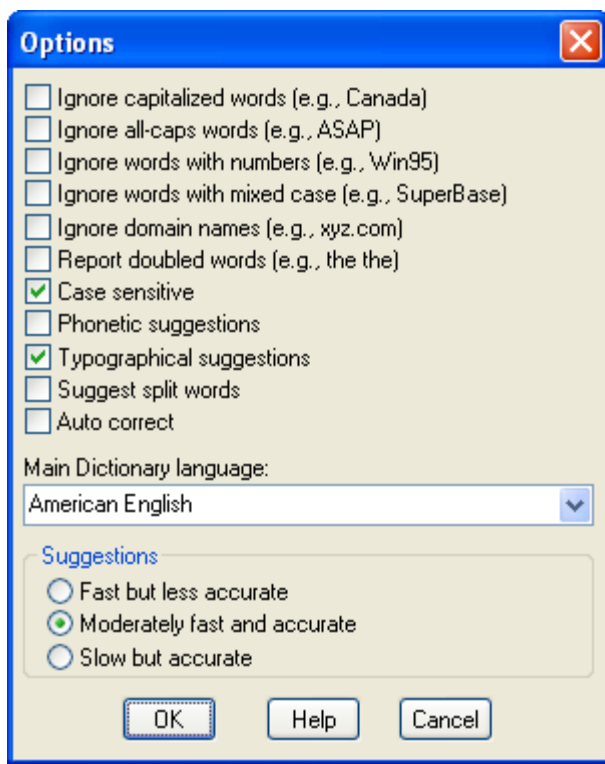 Options
Ignore capitalized words (e.g., Canada)
Ignore all-caps words (e.g., ASAP)
Ignore words with numbers (e.g., Win95)
Ignore words with mixed case (e.g., SuperBase)
Ignore domain names (e.g., xyz.com)
Report doubled words (e.g., the the)
Case sensitive
Phonetic suggestions
Typographical suggestions
Suggest split words
Auto correct
Main Dictionary language:
American English
Suggestions
Fast but less accurate
Moderately fast and accurate
Slow but accurate
OK Help Cancel